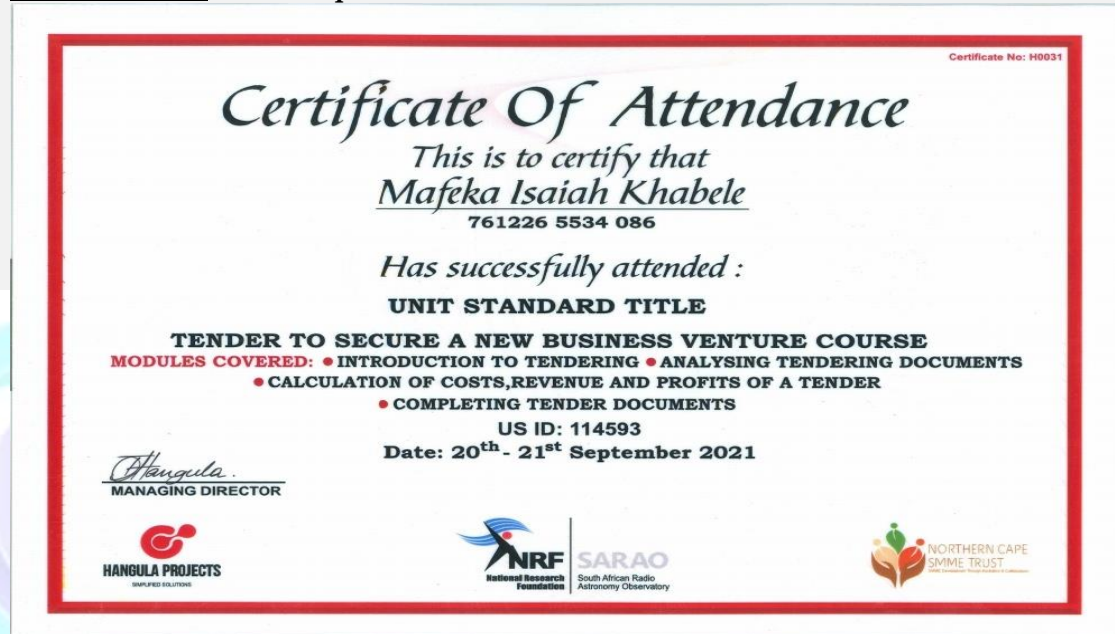 Certificate No: H0031
Certificate Of Attendance
This is to certify that
Mafeka Isaiah Khabele
761226 5534 086
Has successfully attended :
UNIT STANDARD TITLE
TENDER TO SECURE A NEW BUSINESS VENTURE COURSE
MODULES COVERED: • INTRODUCTION TO TENDERING • ANALYSING TENDERING DOCUMENTS
• CALCULATION OF COSTS,REVENUE AND PROFITS OF A TENDER
• COMPLETING TENDER DOCUMENTS
US ID: 114593
Date: 20th - 21st September 2021
Hangula.
MANAGING DIRECTOR
HANGULA PROJECTS
SIMPLIFIED SOLUTIONS
NRF
National Research
Foundation
SARAO
South African Radio
Astronomy Observatory
NORTHERN CAPE
SMME TRUST